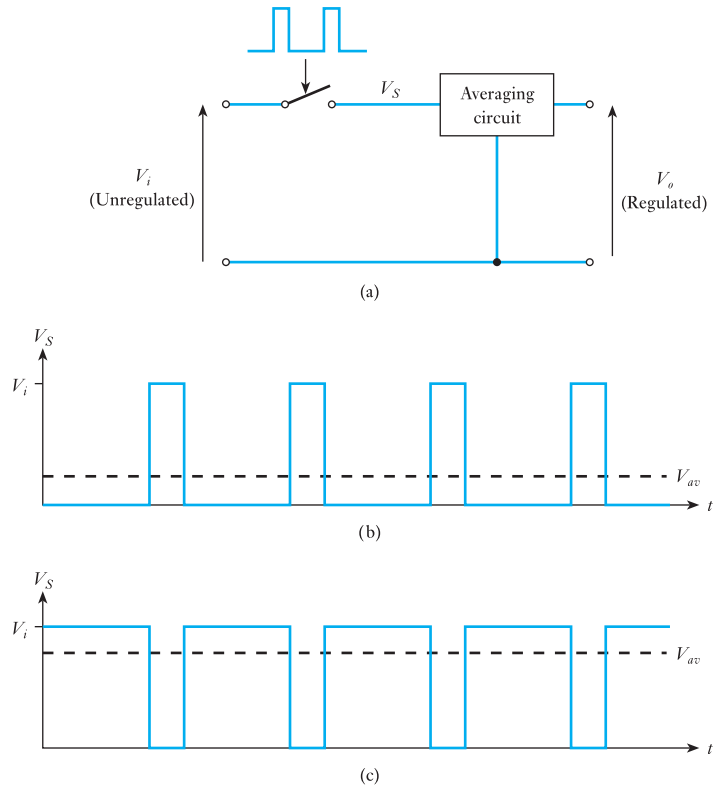 V_S
Averaging
circuit
V_i
(Unregulated)
V_o
(Regulated)
(a)
V_S
V_i
V_av
t
(b)
V_S
V_i
V_av
t
(c)